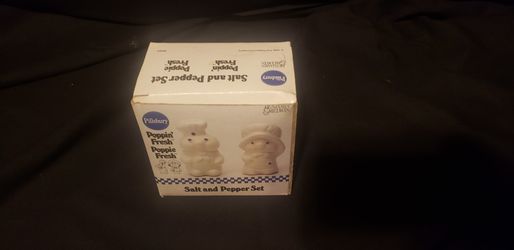 Salt and Pepper Set
Poppin'
Fresh
Poppie
Fresh
Pillsbury
Pillsbury
Poppin'
Fresh
Poppie
Fresh
Salt and Pepper Set